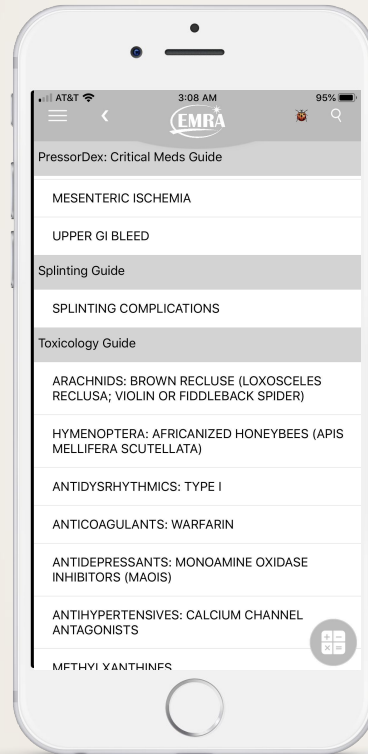 AT&T
3:08 AM
95%
EMRA
PressorDex: Critical Meds Guide
MESENTERIC ISCHEMIA
UPPER GI BLEED
Splinting Guide
SPLINTING COMPLICATIONS
Toxicology Guide
ARACHNIDS: BROWN RECLUSE (LOXOSCELES
RECLUSA; VIOLIN OR FIDDLEBACK SPIDER)
HYMENOPTERA: AFRICANIZED HONEYBEES (APIS
MELLIFERA SCUTELLATA)
ANTIDYSRHYTHMICS: TYPE I
ANTICOAGULANTS: WARFARIN
ANTIDEPRESSANTS: MONOAMINE OXIDASE
INHIBITORS (MAOIS)
ANTIHYPERTENSIVES: CALCIUM CHANNEL
ANTAGONISTS
METHYLXANTHINES